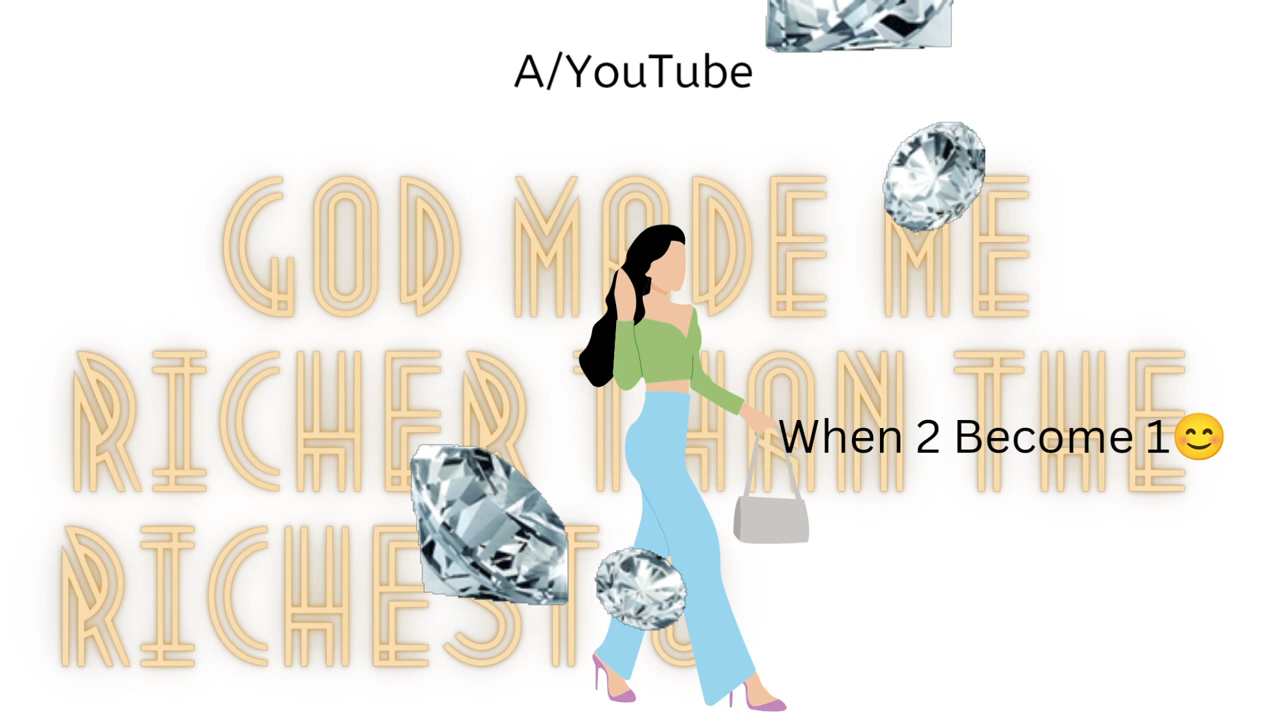 A/YouTube
GOD MADE ME
RICHER THAN THE
When 2 Become 1😊
RICHEST